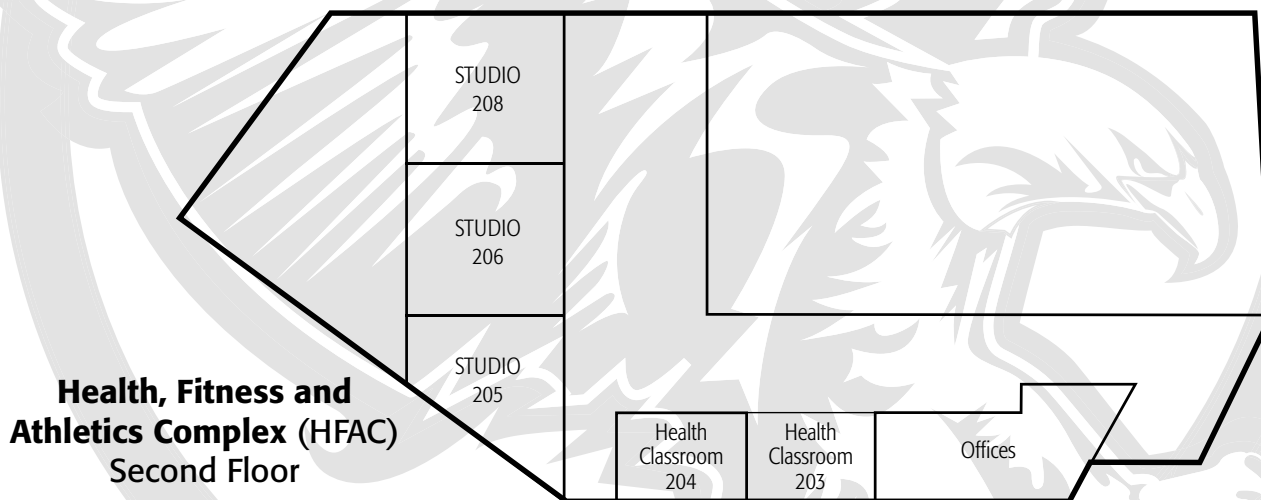 STUDIO
208
STUDIO
206
STUDIO
205
Health, Fitness and
Athletics Complex (HFAC)
Second Floor
Health
Classroom
204
Health
Classroom
203
Offices